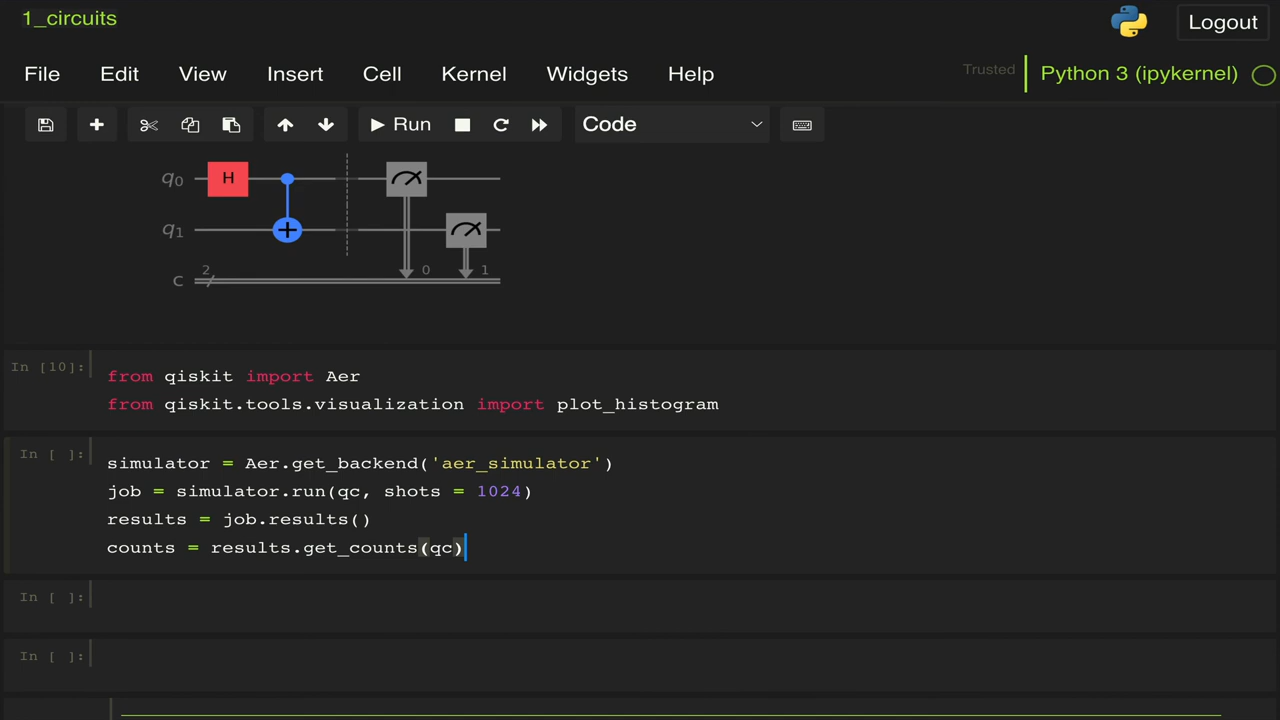 1_circuits
Logout
File Edit View Insert Cell Kernel Widgets Help Trusted Python 3 (ipykernel)
Run Code
q0 H
q1
c 2 0 1
In [10]: from qiskit import Aer
from qiskit.tools.visualization import plot_histogram
In [ ]: simulator = Aer.get_backend('aer_simulator')
job = simulator.run(qc, shots = 1024)
results = job.results()
counts = results.get_counts(qc)
In [ ]:
In [ ]: